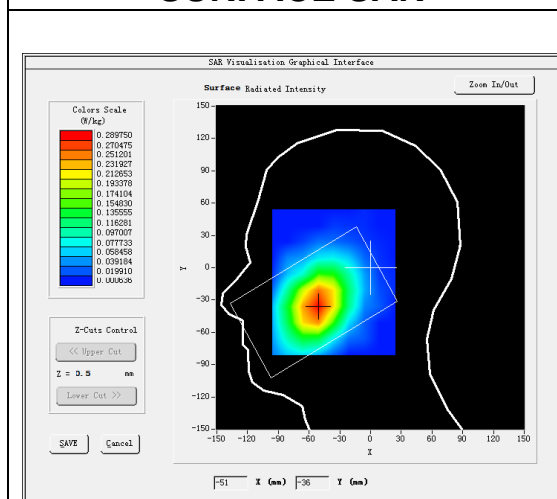 SURFACE SAR
SAR Visualisation Graphical Interface
Surface Radiated Intensity
Zoom In/Out
Colors Scale
(W/kg)
0.289750
0.270475
0.251201
0.231927
0.212653
0.193378
0.174104
0.154830
0.135555
0.116281
0.097007
0.077733
0.058458
0.039184
0.019910
0.000636
Z-Cuts Control
<< Upper Cut
Z = 0.5 mm
Lower Cut >>
SAVE Cancel
150
120
90
60
30
0
-30
-60
-90
-120
-150
Y
-150 -120 -90 -60 -30 0 30 60 90 120 150
X
-51 X (mm) -36 Y (mm)